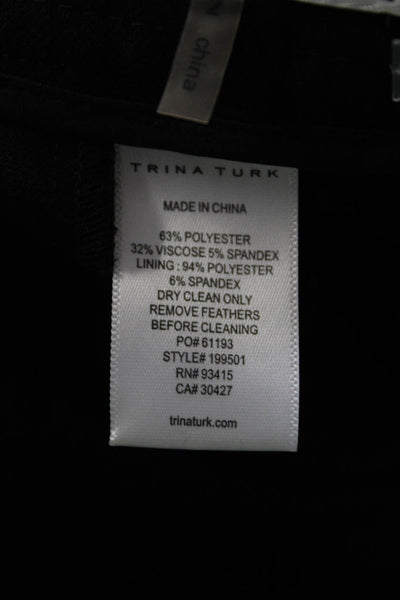 china
TRINA TURK
MADE IN CHINA
63% POLYESTER
32% VISCOSE 5% SPANDEX
LINING : 94% POLYESTER
6% SPANDEX
DRY CLEAN ONLY
REMOVE FEATHERS
BEFORE CLEANING
PO# 61193
STYLE# 199501
RN# 93415
CA# 30427
trinaturk.com